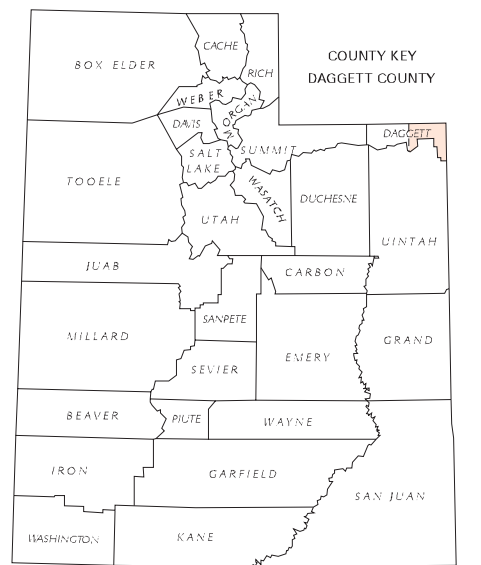 COUNTY KEY
DAGGETT COUNTY
CACHE
BOX ELDER
RICH
WEBER
MORGAN
DAVIS
DAGGETT
SUMMIT
SALT
LAKE
TOOELE
WASATCH
DUCHESNE
UTAH
UINTAH
JUAB
CARBON
SANPETE
MILLARD
GRAND
EMERY
SEVIER
BEAVER
PIUTE
WAYNE
IRON
GARFIELD
SAN JUAN
WASHINGTON
KANE